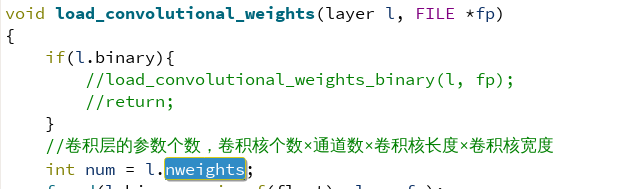 void load_convolutional_weights(layer l, FILE *fp)
{
if(l.binary){
//load_convolutional_weights_binary(l, fp);
//return;
}
//卷积层的参数个数，卷积核个数×通道数×卷积核长度×卷积核宽度
int num = l.nweights;